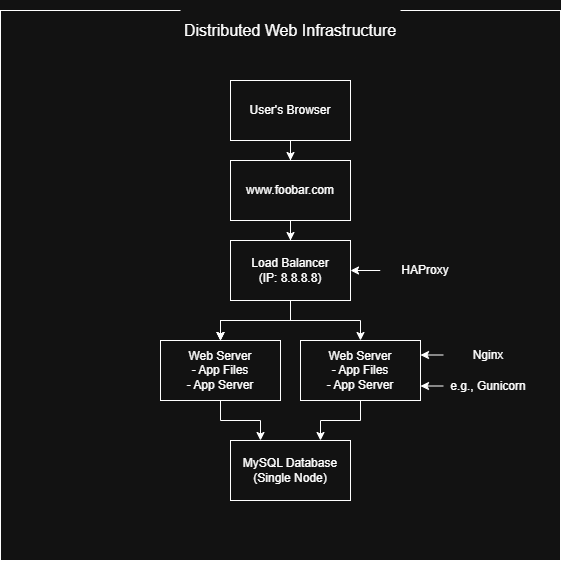 Distributed Web Infrastructure
User's Browser
www.foobar.com
Load Balancer
(IP: 8.8.8.8)
HAProxy
Web Server
- App Files
- App Server
Web Server
- App Files
- App Server
Nginx
e.g., Gunicorn
MySQL Database
(Single Node)